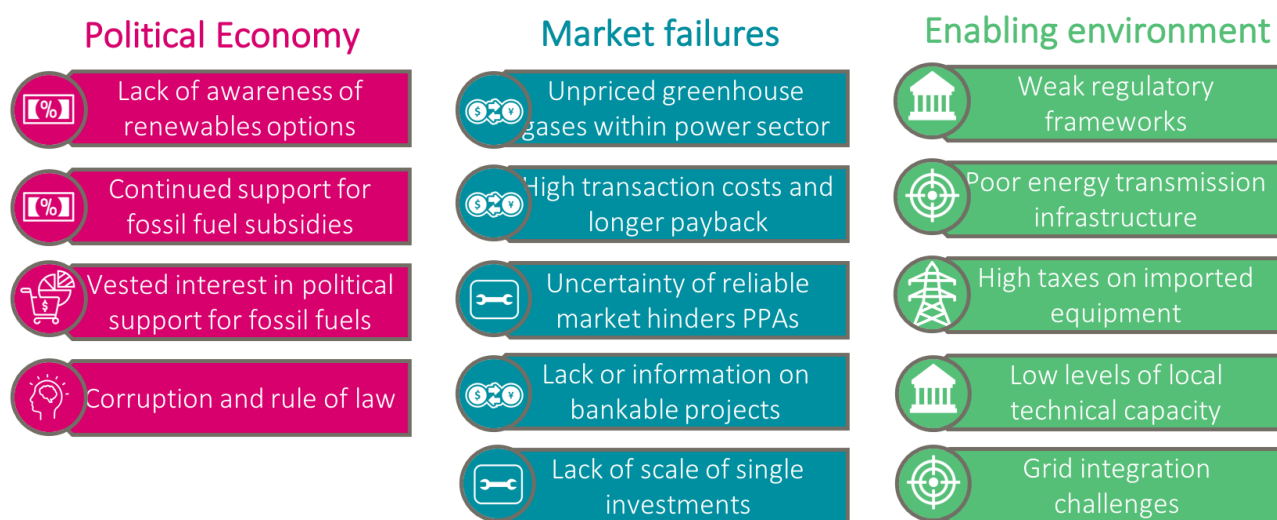 Political Economy
Lack of awareness of
renewables options
Continued support for
fossil fuel subsidies
Vested interest in political
support for fossil fuels
Corruption and rule of law
Market failures
Unpriced greenhouse
gases within power sector
High transaction costs and
longer payback
Uncertainty of reliable
market hinders PPAs
Lack or information on
bankable projects
Lack of scale of single
investments
Enabling environment
Weak regulatory
frameworks
Poor energy transmission
infrastructure
High taxes on imported
equipment
Low levels of local
technical capacity
Grid integration
challenges